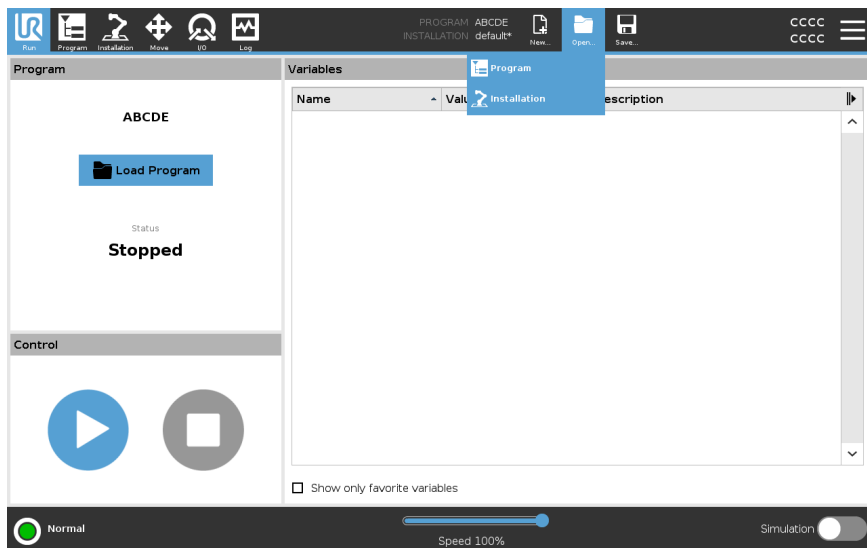 UR
Run
Program
Installation
Move
I/O
Log
PROGRAM ABCDE
INSTALLATION default*
New...
Open...
Save...
CCCC
CCCC
Program
Variables
Program
Installation
Name
Valu
escription
ABCDE
Load Program
Status
Stopped
Control
Show only favorite variables
Normal
Speed 100%
Simulation